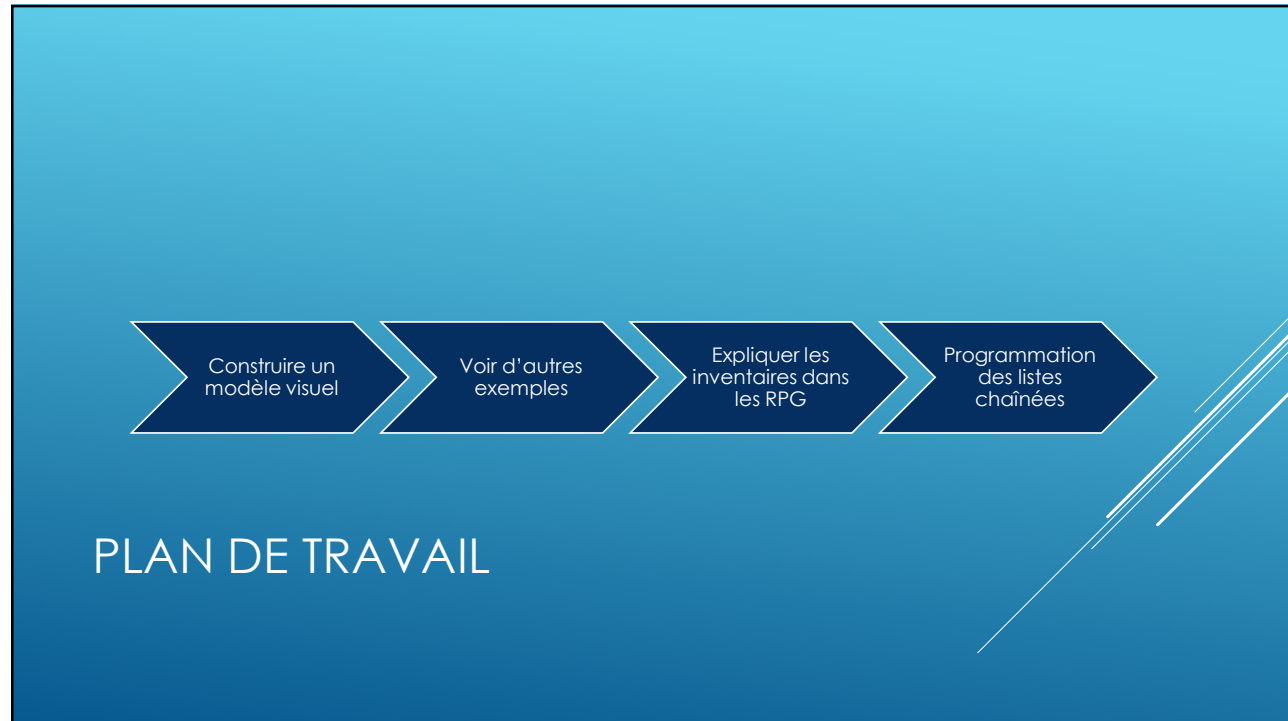 Construire un
modèle visuel
Voir d’autres
exemples
Expliquer les
inventaires dans
les RPG
Programmation
des listes
chaînées
PLAN DE TRAVAIL